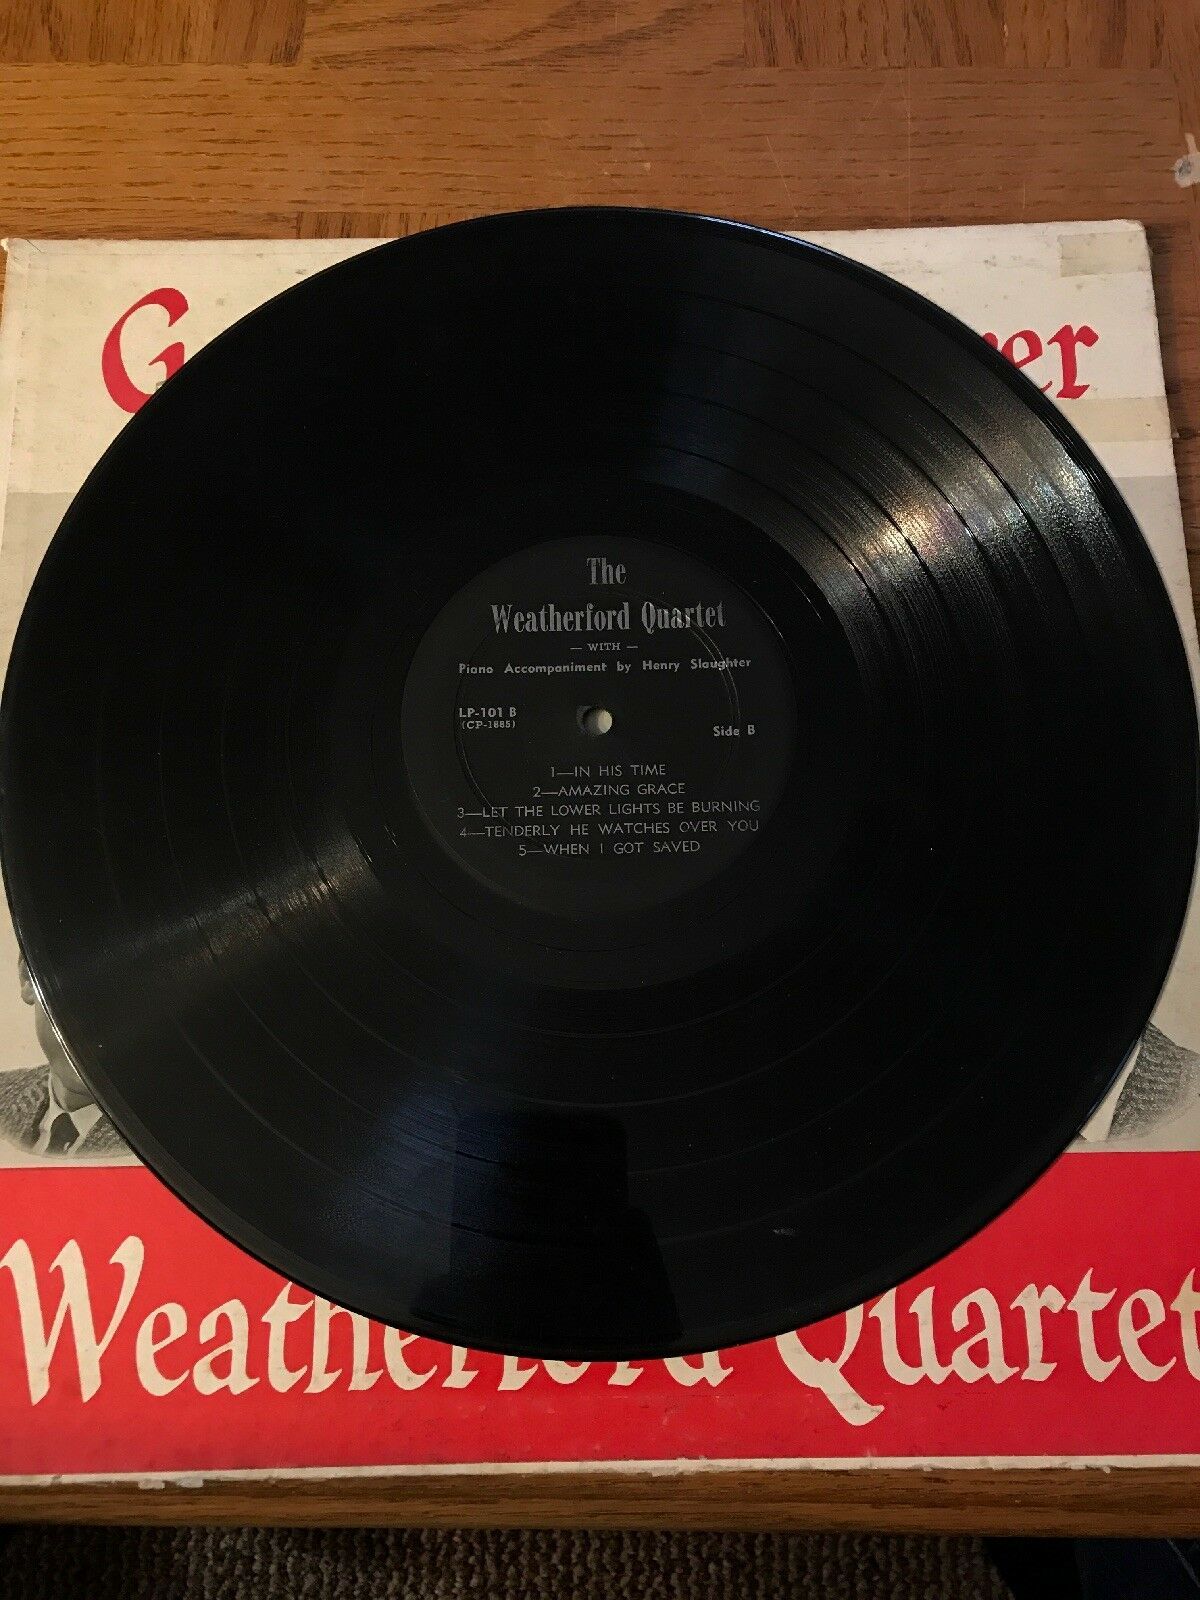 The
Weatherford Quartet
— WITH —
Piano Accompaniment by Henry Slaughter
LP-101 B
(CP-1885)
Side B
1—IN HIS TIME
2—AMAZING GRACE
3—LET THE LOWER LIGHTS BE BURNING
4—TENDERLY HE WATCHES OVER YOU
5—WHEN I GOT SAVED
Weatherford Quartet